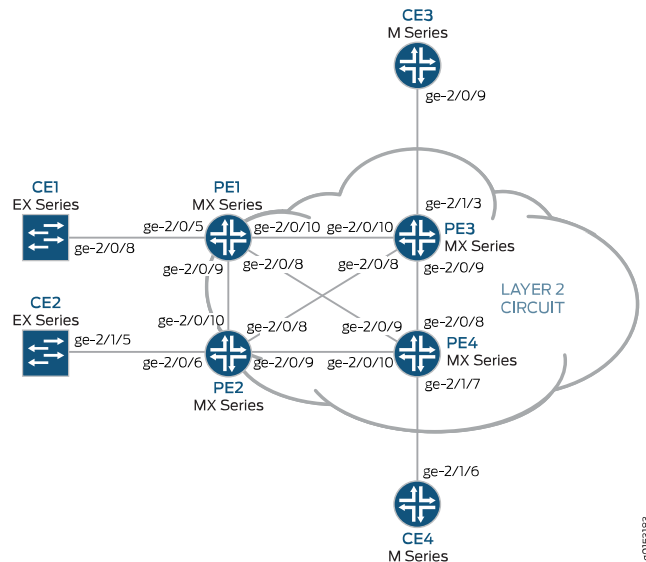 CE3
M Series
ge-2/0/9
CE1
EX Series
PE1
MX Series
ge-2/1/3
ge-2/0/5
ge-2/0/10
ge-2/0/10
PE3
MX Series
ge-2/0/8
ge-2/0/9
ge-2/0/8
ge-2/0/8
ge-2/0/9
LAYER 2
CIRCUIT
CE2
EX Series
ge-2/1/5
ge-2/0/10
ge-2/0/8
ge-2/0/9
ge-2/0/8
PE4
MX Series
ge-2/0/6
ge-2/0/9
ge-2/0/10
PE2
MX Series
ge-2/1/7
ge-2/1/6
CE4
M Series
g0153183